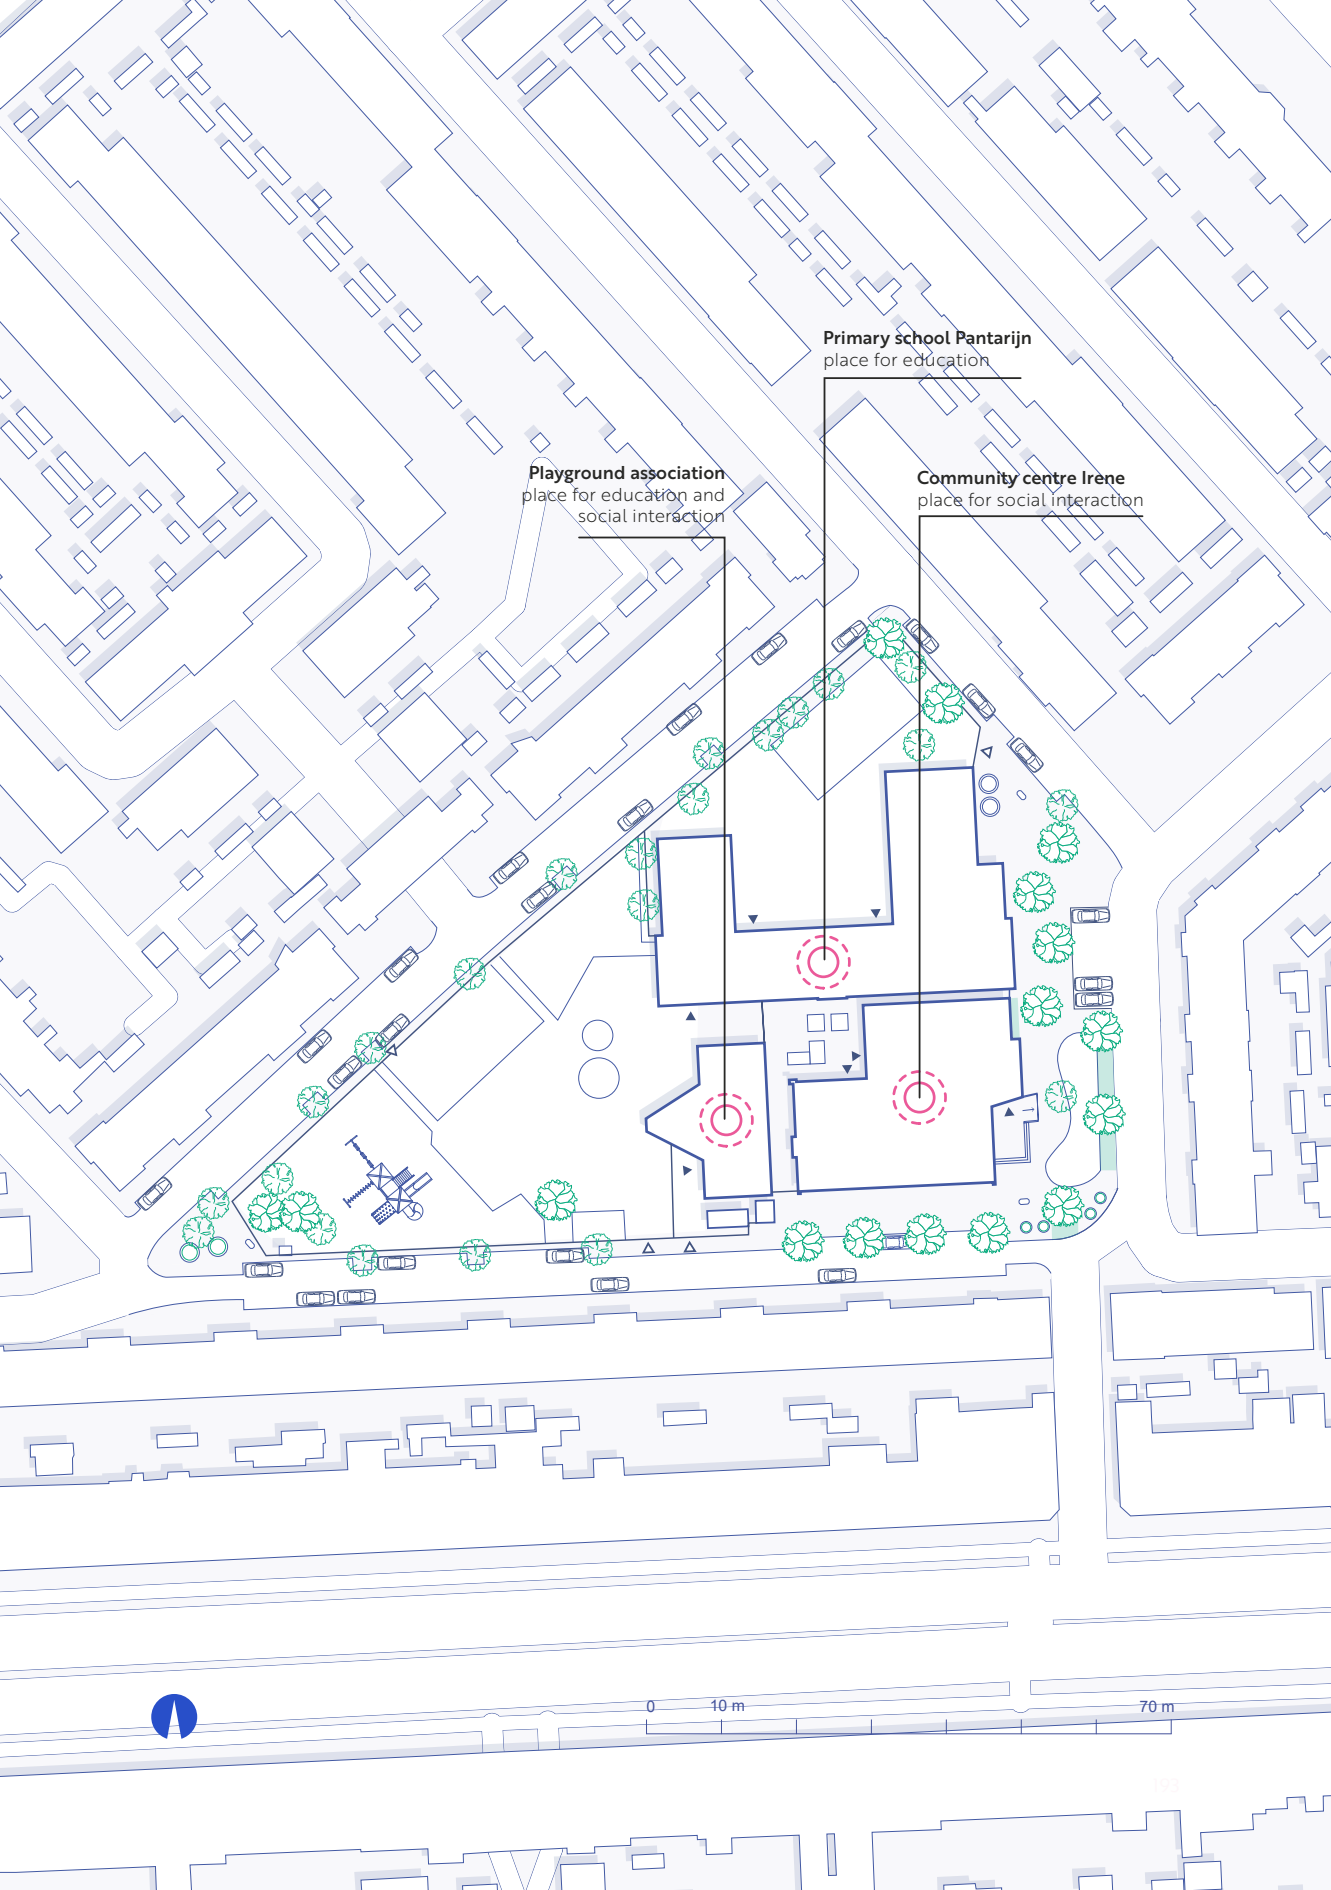 Primary school Pantarijn
place for education
Playground association
place for education and
social interaction
Community centre Irene
place for social interaction
0
10 m
70 m
193